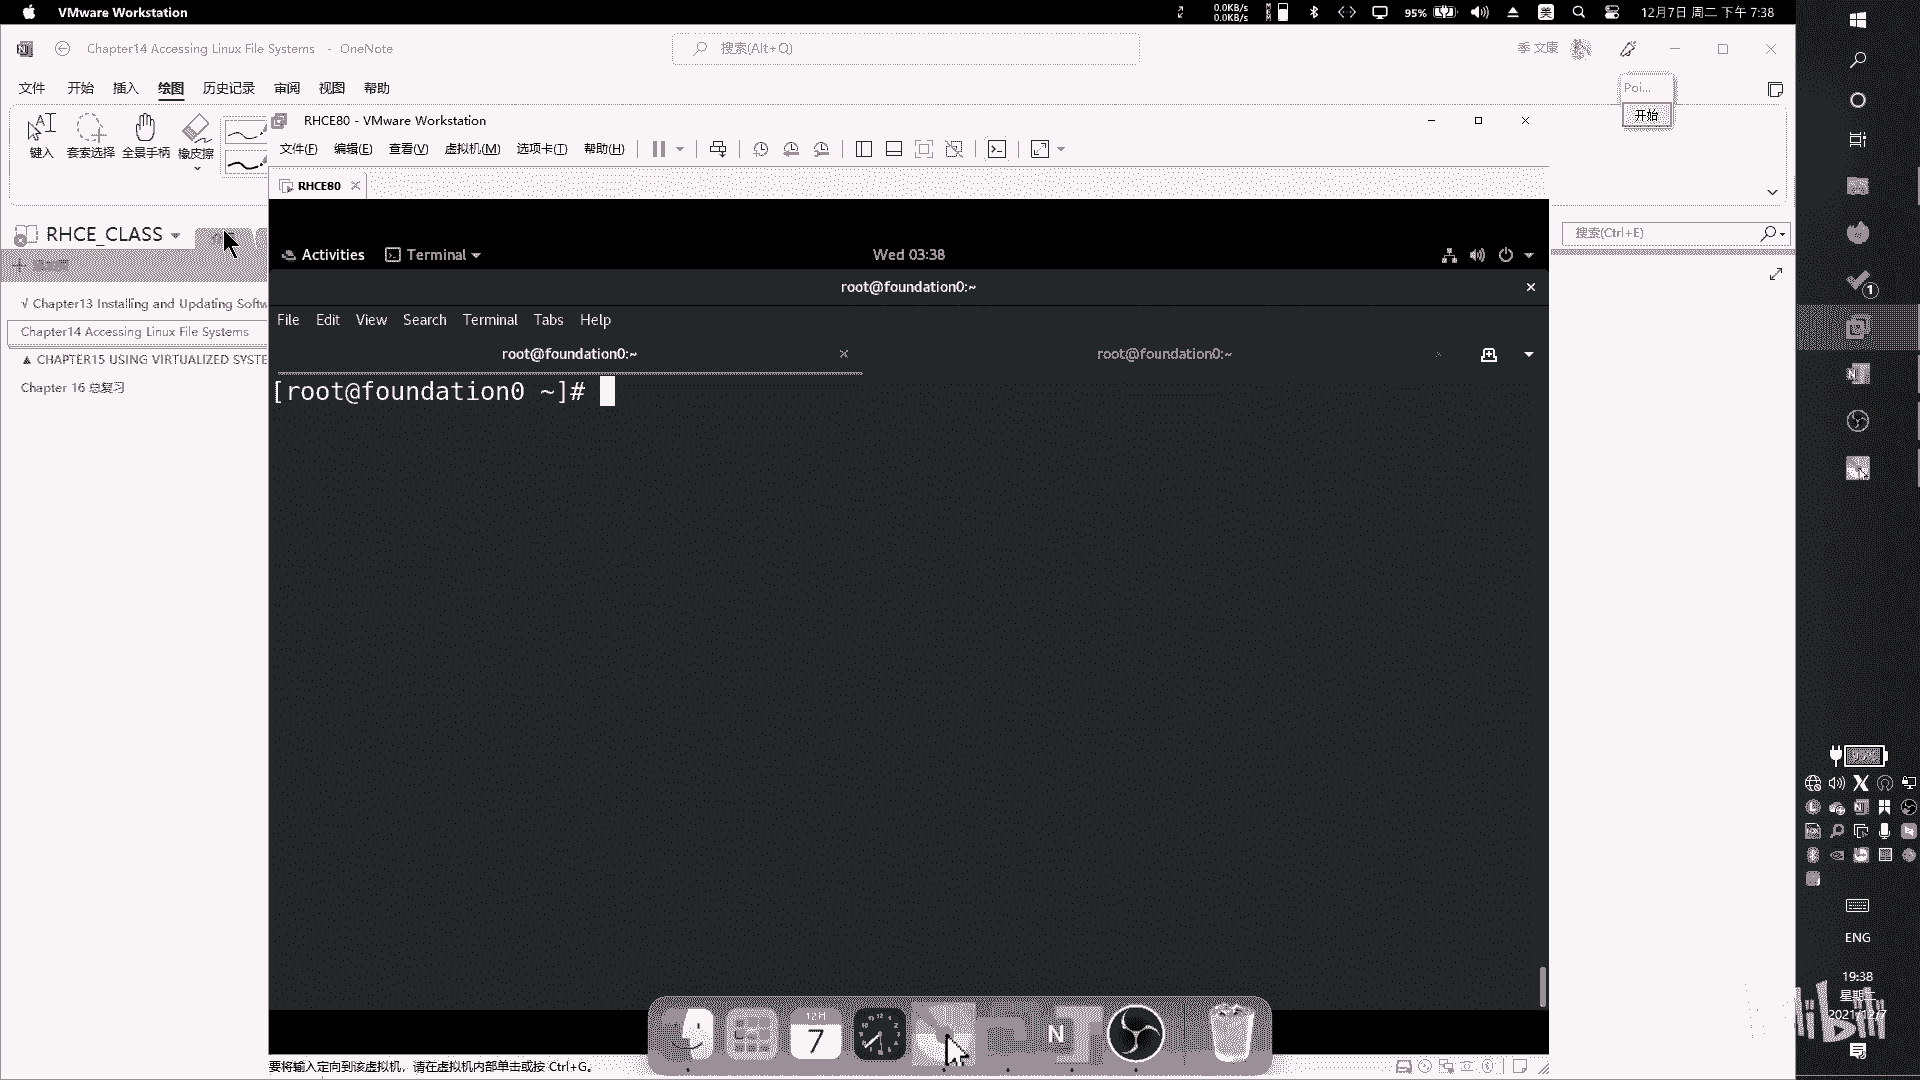 VMware Workstation
0.0KB/s
0.0KB/s
95%
美
12月7日 周二 下午 7:38
Chapter14 Accessing Linux File Systems - OneNote
搜索(Alt+Q)
季 文康
文件 开始 插入 绘图 历史记录 审阅 视图 帮助
Poi...
开始
键入 套索选择 全景手柄 橡皮擦
RHCE80 - VMware Workstation
文件(F) 编辑(E) 查看(V) 虚拟机(M) 选项卡(T) 帮助(H)
RHCE80
RHCE_CLASS
搜索(Ctrl+E)
√ Chapter13 Installing and Updating Softw
Chapter14 Accessing Linux File Systems
▲ CHAPTER15 USING VIRTUALIZED SYSTE
Chapter 16 总复习
Activities Terminal Wed 03:38
root@foundation0:~
File Edit View Search Terminal Tabs Help
root@foundation0:~ root@foundation0:~
[root@foundation0 ~]#
1
12月
7
要将输入定向到该虚拟机，请在虚拟机内部单击或按 Ctrl+G。
ENG
19:38
2021/12/7